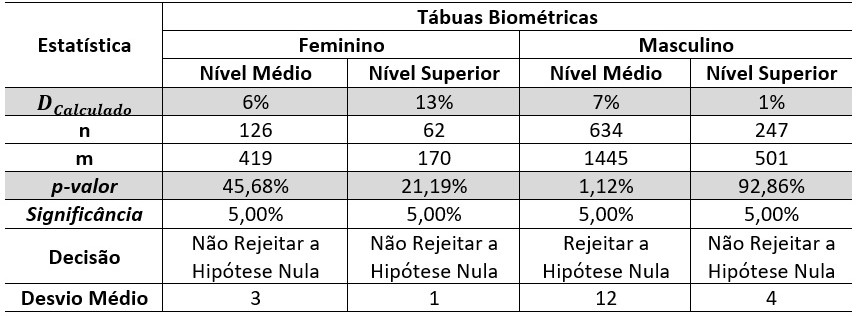 Estatística
Tábuas Biométricas
Feminino Masculino
Nível Médio Nível Superior Nível Médio Nível Superior
D_Calculado 6% 13% 7% 1%
n 126 62 634 247
m 419 170 1445 501
p-valor 45,68% 21,19% 1,12% 92,86%
Significância 5,00% 5,00% 5,00% 5,00%
Decisão
Não Rejeitar a Não Rejeitar a Rejeitar a Não Rejeitar a
Hipótese Nula Hipótese Nula Hipótese Nula Hipótese Nula
Desvio Médio 3 1 12 4